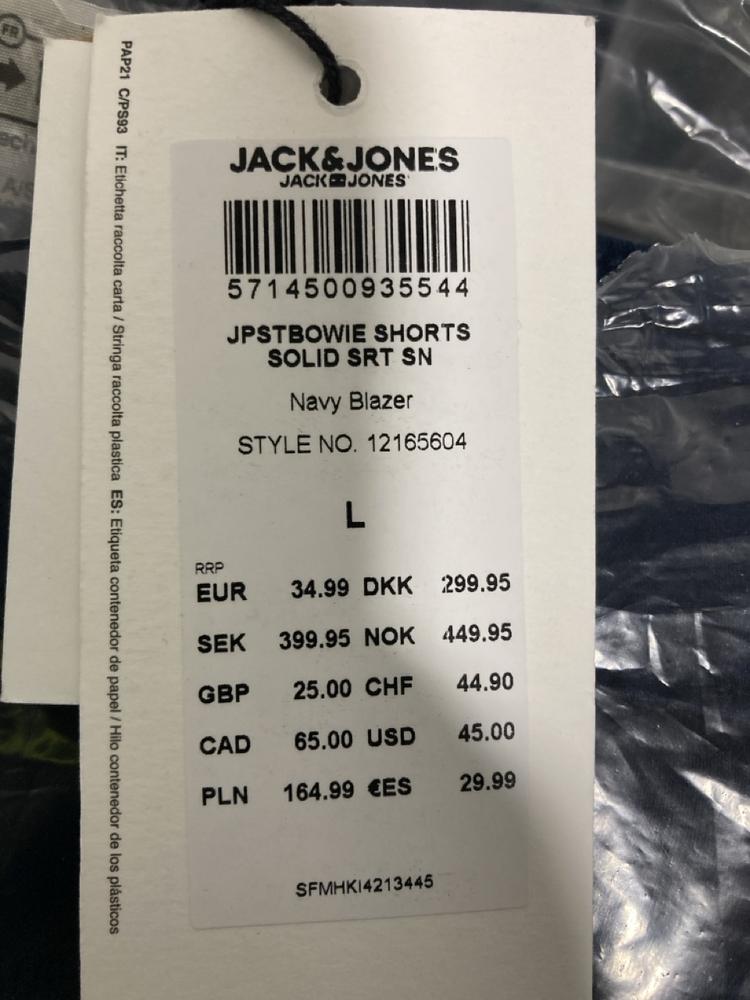 FR
PAP21 C/PS93 IT: Etichetta raccolta carta / Stringa raccolta plastica ES: Etiqueta contenedor de papel / Hilo contenedor de los plásticos
JACK&JONES
JACK JONES
5714500935544
JPSTBOWIE SHORTS
SOLID SRT SN
Navy Blazer
STYLE NO. 12165604
L
RRP
EUR 34.99 DKK 299.95
SEK 399.95 NOK 449.95
GBP 25.00 CHF 44.90
CAD 65.00 USD 45.00
PLN 164.99 €ES 29.99
SFMHKI4213445